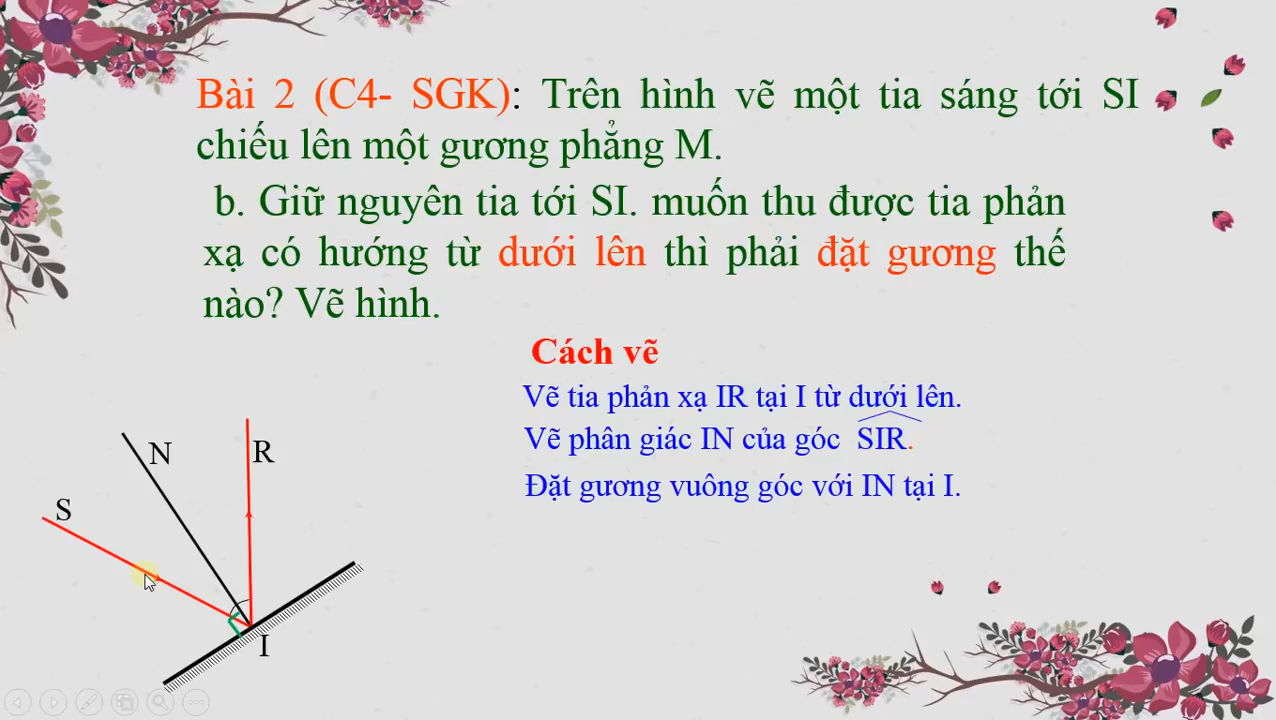 Bài 2 (C4- SGK): Trên hình vẽ một tia sáng tới SI
chiếu lên một gương phẳng M.
b. Giữ nguyên tia tới SI. muốn thu được tia phản
xạ có hướng từ dưới lên thì phải đặt gương thế
nào? Vẽ hình.
Cách vẽ
Vẽ tia phản xạ IR tại I từ dưới lên.
Vẽ phân giác IN của góc SIR.
Đặt gương vuông góc với IN tại I.
N
R
S
I